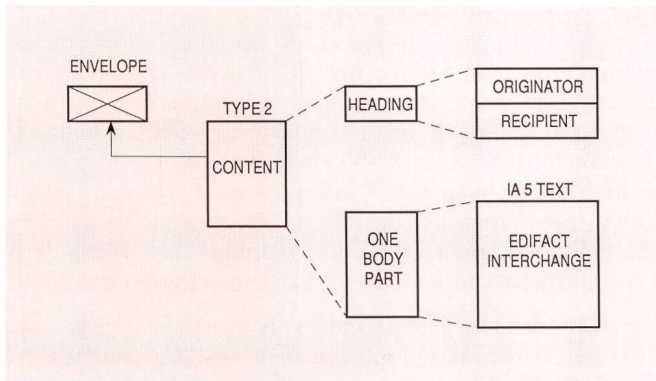 ENVELOPE
TYPE 2
CONTENT
HEADING
ORIGINATOR
RECIPIENT
ONE
BODY
PART
IA 5 TEXT
EDIFACT
INTERCHANGE